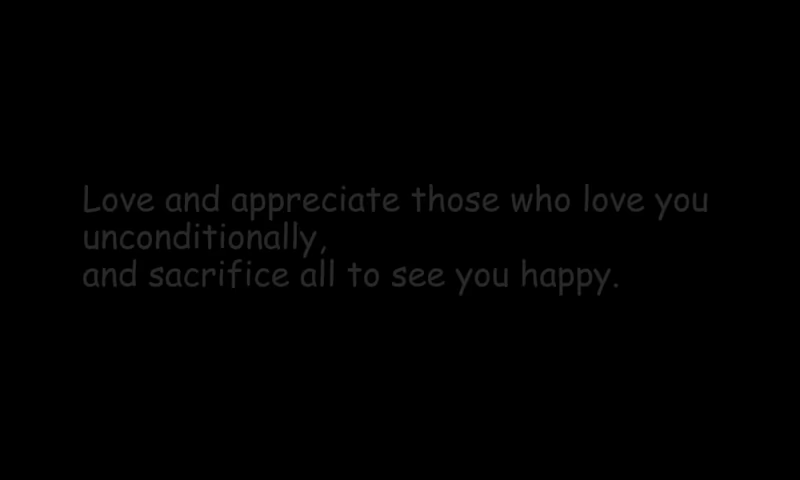 Love and appreciate those who love you
unconditionally,
and sacrifice all to see you happy.